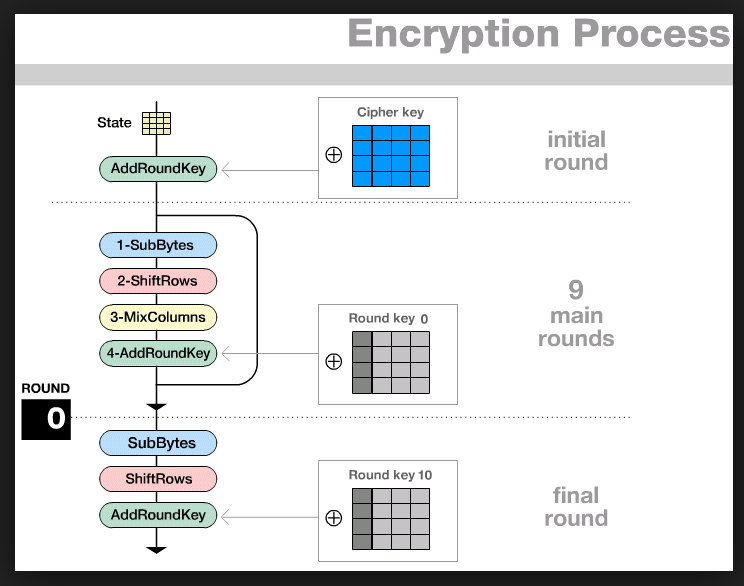 Encryption Process
State
Cipher key
⊕
initial
round
AddRoundKey
1-SubBytes
2-ShiftRows
3-MixColumns
4-AddRoundKey
Round key 0
⊕
9
main
rounds
ROUND
0
SubBytes
ShiftRows
AddRoundKey
Round key 10
⊕
final
round